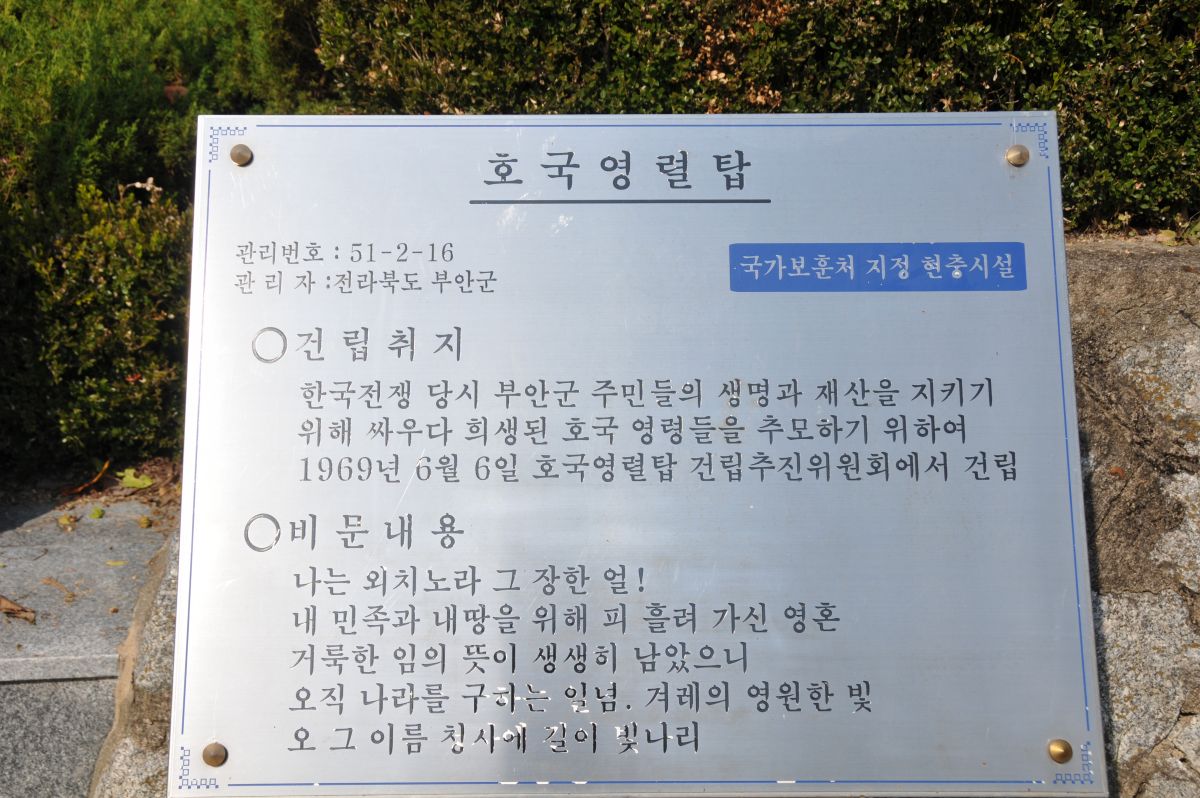 호국영렬탑
관리번호 : 51-2-16
관 리 자 :전라북도 부안군
국가보훈처 지정 현충시설
○건립취지
한국전쟁 당시 부안군 주민들의 생명과 재산을 지키기
위해 싸우다 희생된 호국 영령들을 추모하기 위하여
1969년 6월 6일 호국영렬탑 건립추진위원회에서 건립
○비문내용
나는 외치노라 그 장한 얼!
내 민족과 내땅을 위해 피 흘려 가신 영혼
거룩한 임의 뜻이 생생히 남았으니
오직 나라를 구하는 일념. 겨레의 영원한 빛
오 그 이름 청사에 길이 빛나리